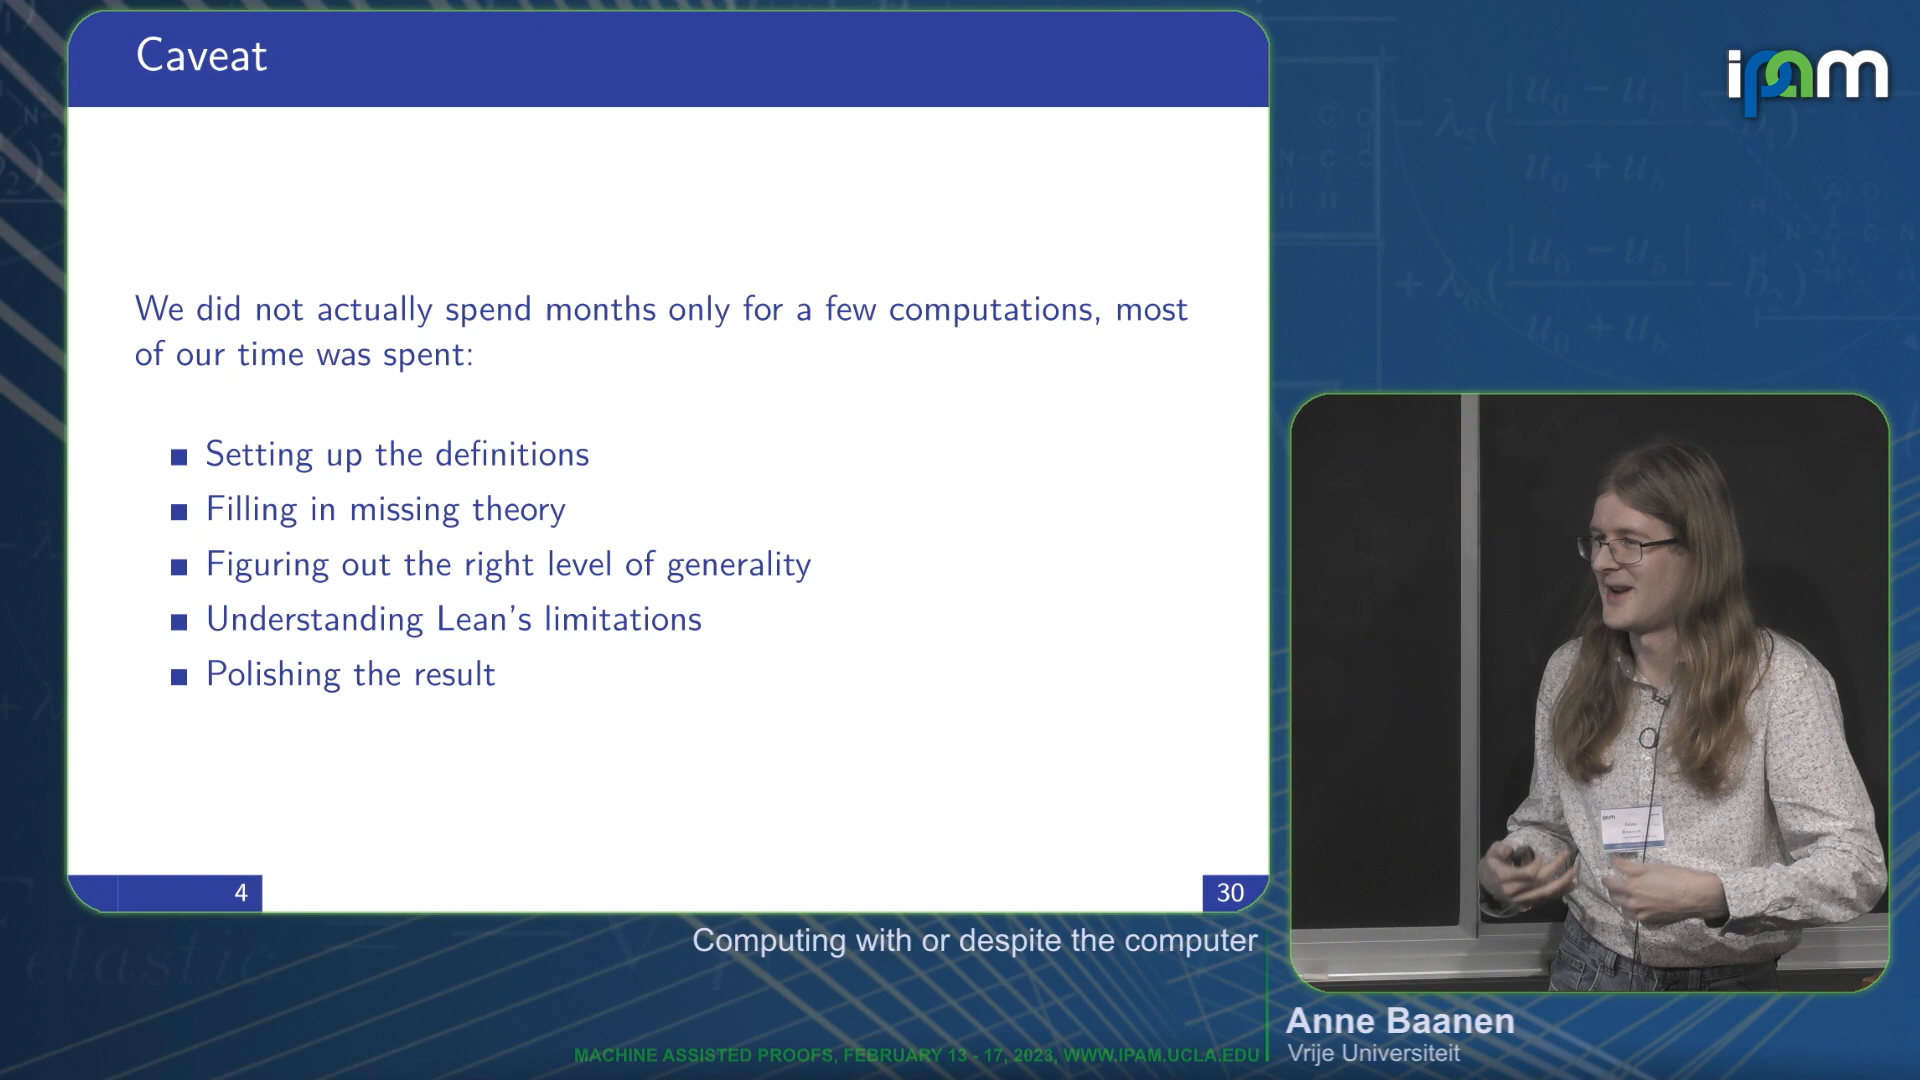 Caveat
ipam
We did not actually spend months only for a few computations, most
of our time was spent:
Setting up the definitions
Filling in missing theory
Figuring out the right level of generality
Understanding Lean's limitations
Polishing the result
4
30
Computing with or despite the computer
Anne Baanen
Vrije Universiteit
MACHINE ASSISTED PROOFS, FEBRUARY 13 - 17, 2023, WWW.IPAM.UCLA.EDU